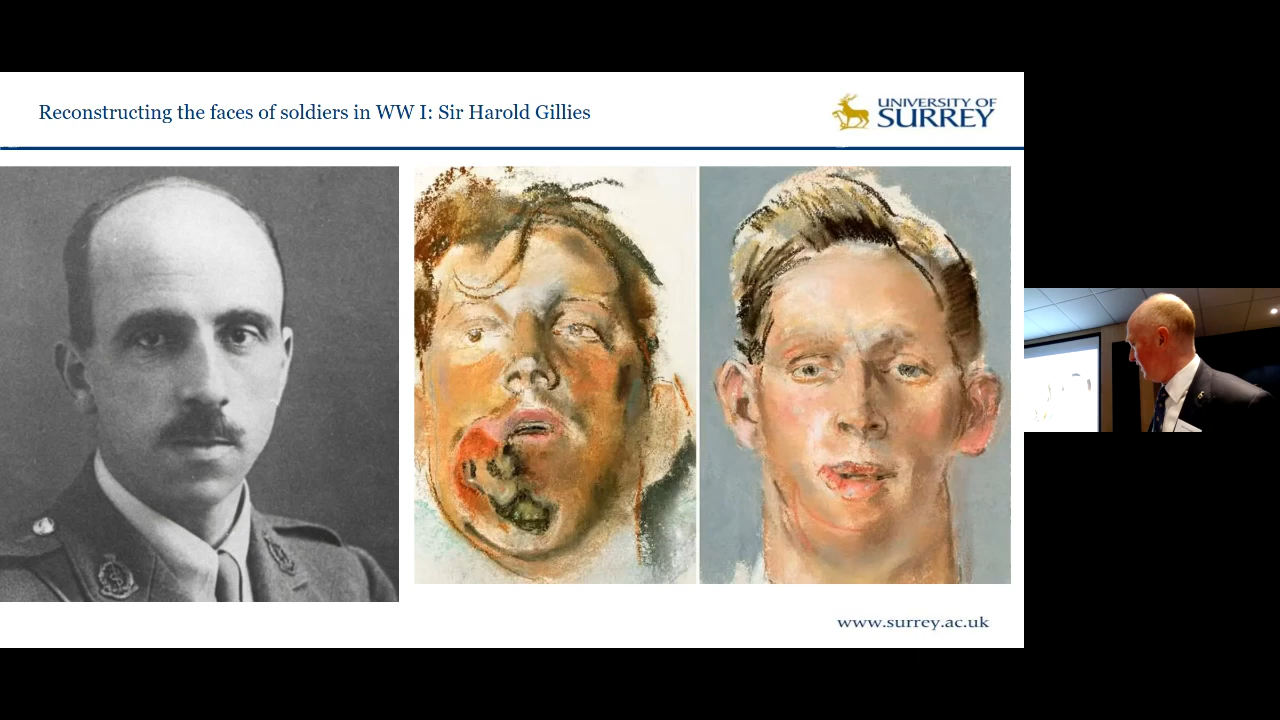 Reconstructing the faces of soldiers in WW I: Sir Harold Gillies
UNIVERSITY OF
SURREY
www.surrey.ac.uk